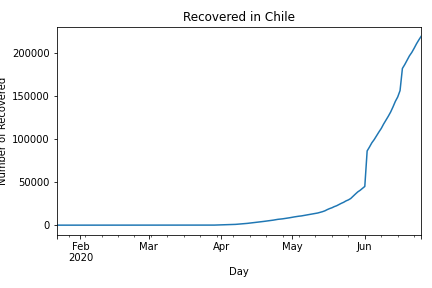 Recovered in Chile
Number of Recovered
200000
150000
100000
50000
0
Feb
2020
Mar
Apr
May
Jun
Day